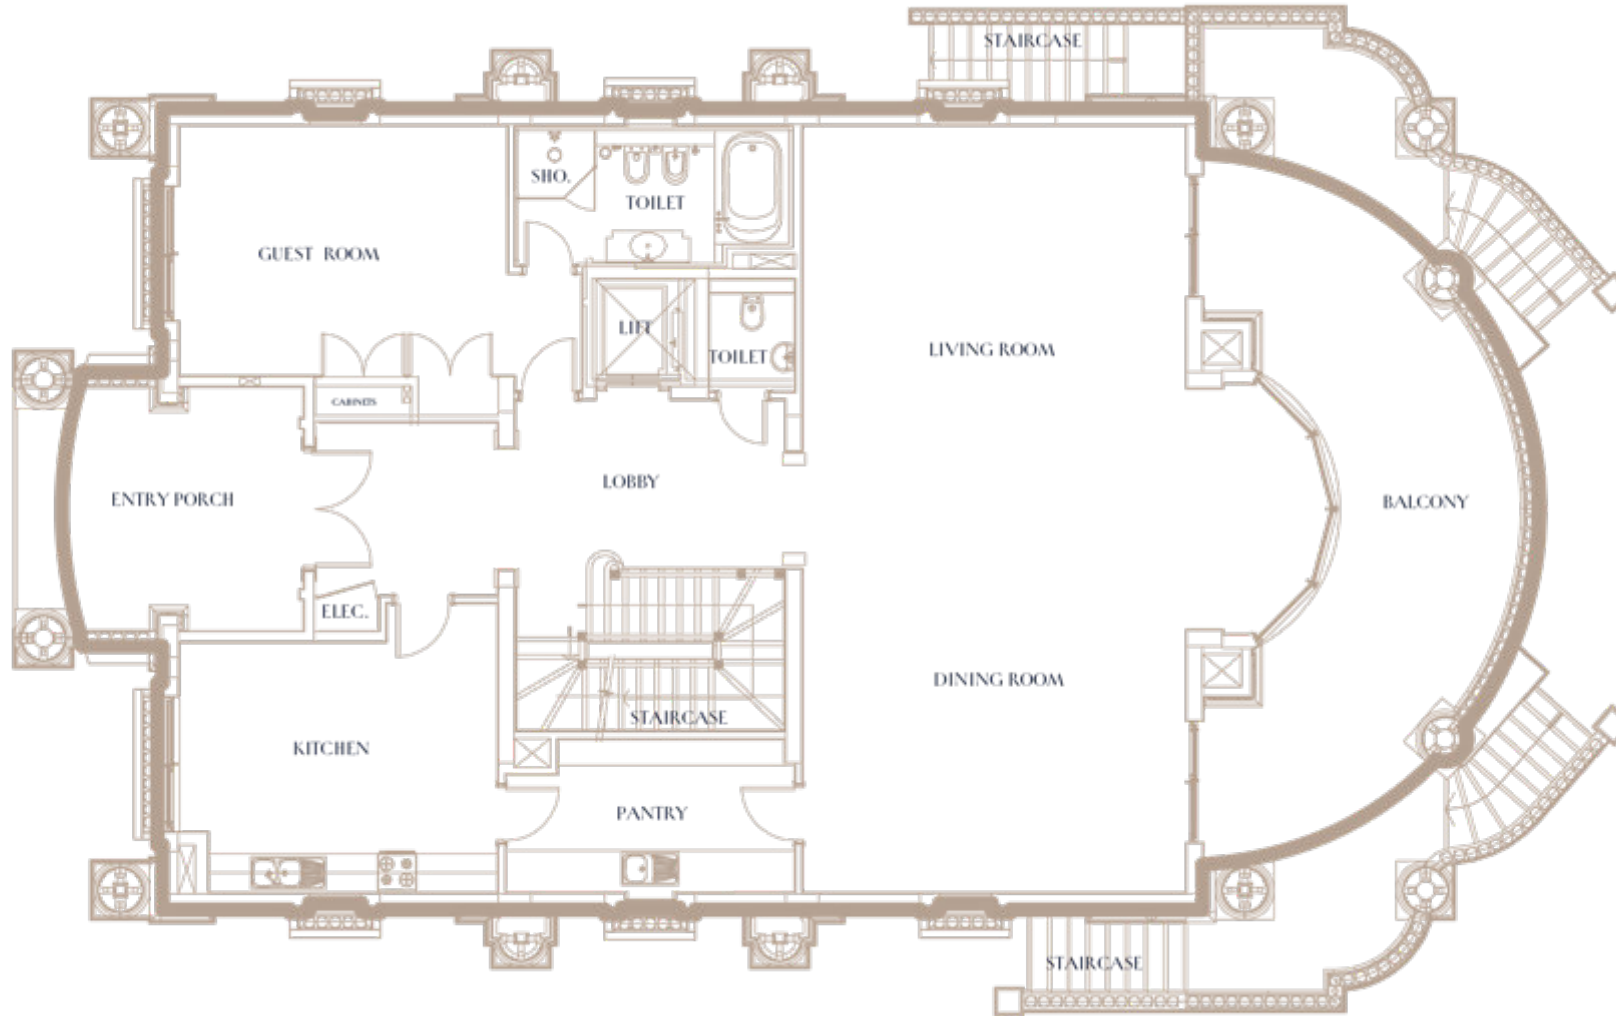 STAIRCASE
SHO.
TOILET
GUEST ROOM
LIFT
TOILET
LIVING ROOM
CABINETS
LOBBY
ENTRY PORCH
BALCONY
ELEC.
DINING ROOM
STAIRCASE
KITCHEN
PANTRY
STAIRCASE